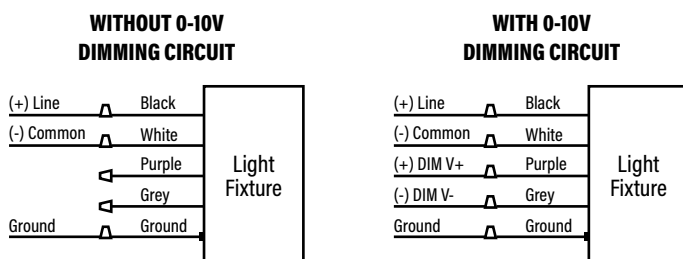 WITHOUT 0-10V
DIMMING CIRCUIT
(+) Line Black
(-) Common White
Purple
Grey
Ground Ground
Light
Fixture
WITH 0-10V
DIMMING CIRCUIT
(+) Line Black
(-) Common White
(+) DIM V+ Purple
(-) DIM V- Grey
Ground Ground
Light
Fixture